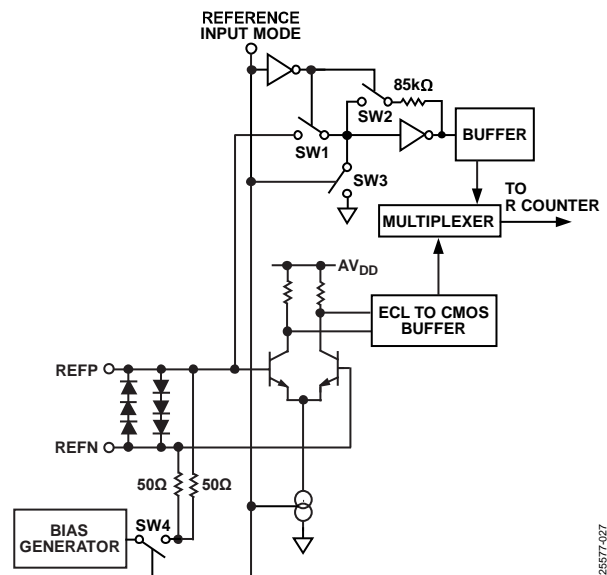 REFERENCE
INPUT MODE
85kΩ
SW2
SW1
BUFFER
SW3
TO
R COUNTER
MULTIPLEXER
AVDD
ECL TO CMOS
BUFFER
REFP
REFN
50Ω
50Ω
BIAS
GENERATOR
SW4
25577-027